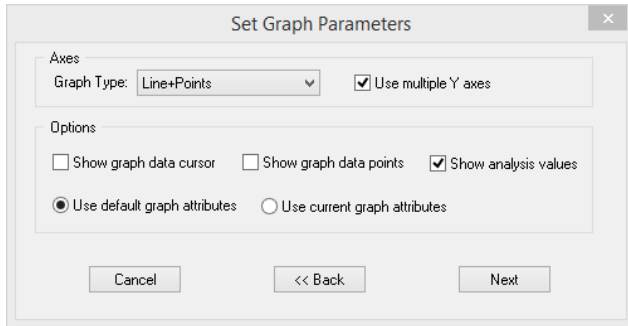 Set Graph Parameters
Axes
Graph Type: Line+Points Use multiple Y axes
Options
Show graph data cursor Show graph data points Show analysis values
Use default graph attributes Use current graph attributes
Cancel << Back Next